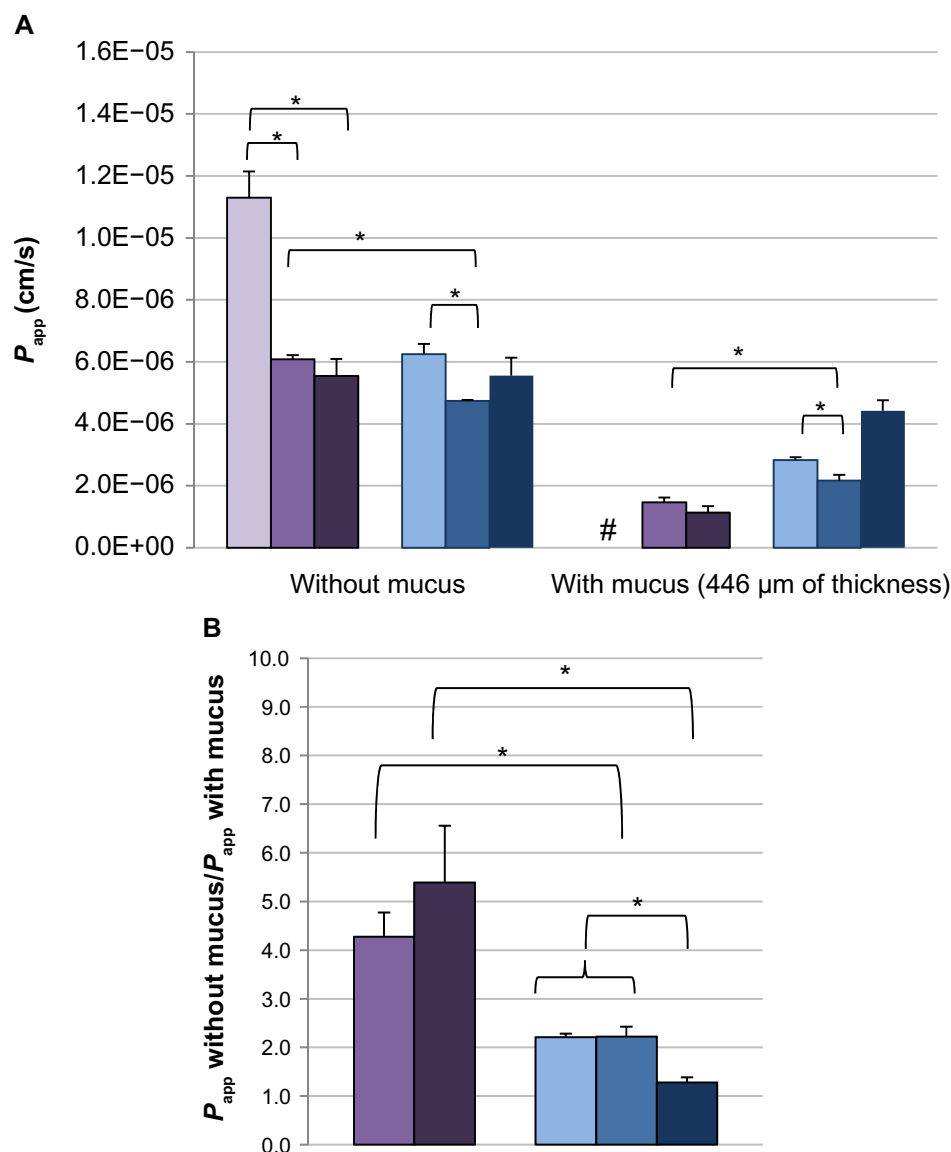 A
1.6E−05
1.4E−05
1.2E−05
1.0E−05
8.0E−06
6.0E−06
4.0E−06
2.0E−06
0.0E+00
Papp (cm/s)
*
*
*
*
*
*
#
Without mucus
With mucus (446 µm of thickness)
B
10.0
9.0
8.0
7.0
6.0
5.0
4.0
3.0
2.0
1.0
0.0
Papp without mucus/Papp with mucus
*
*
*